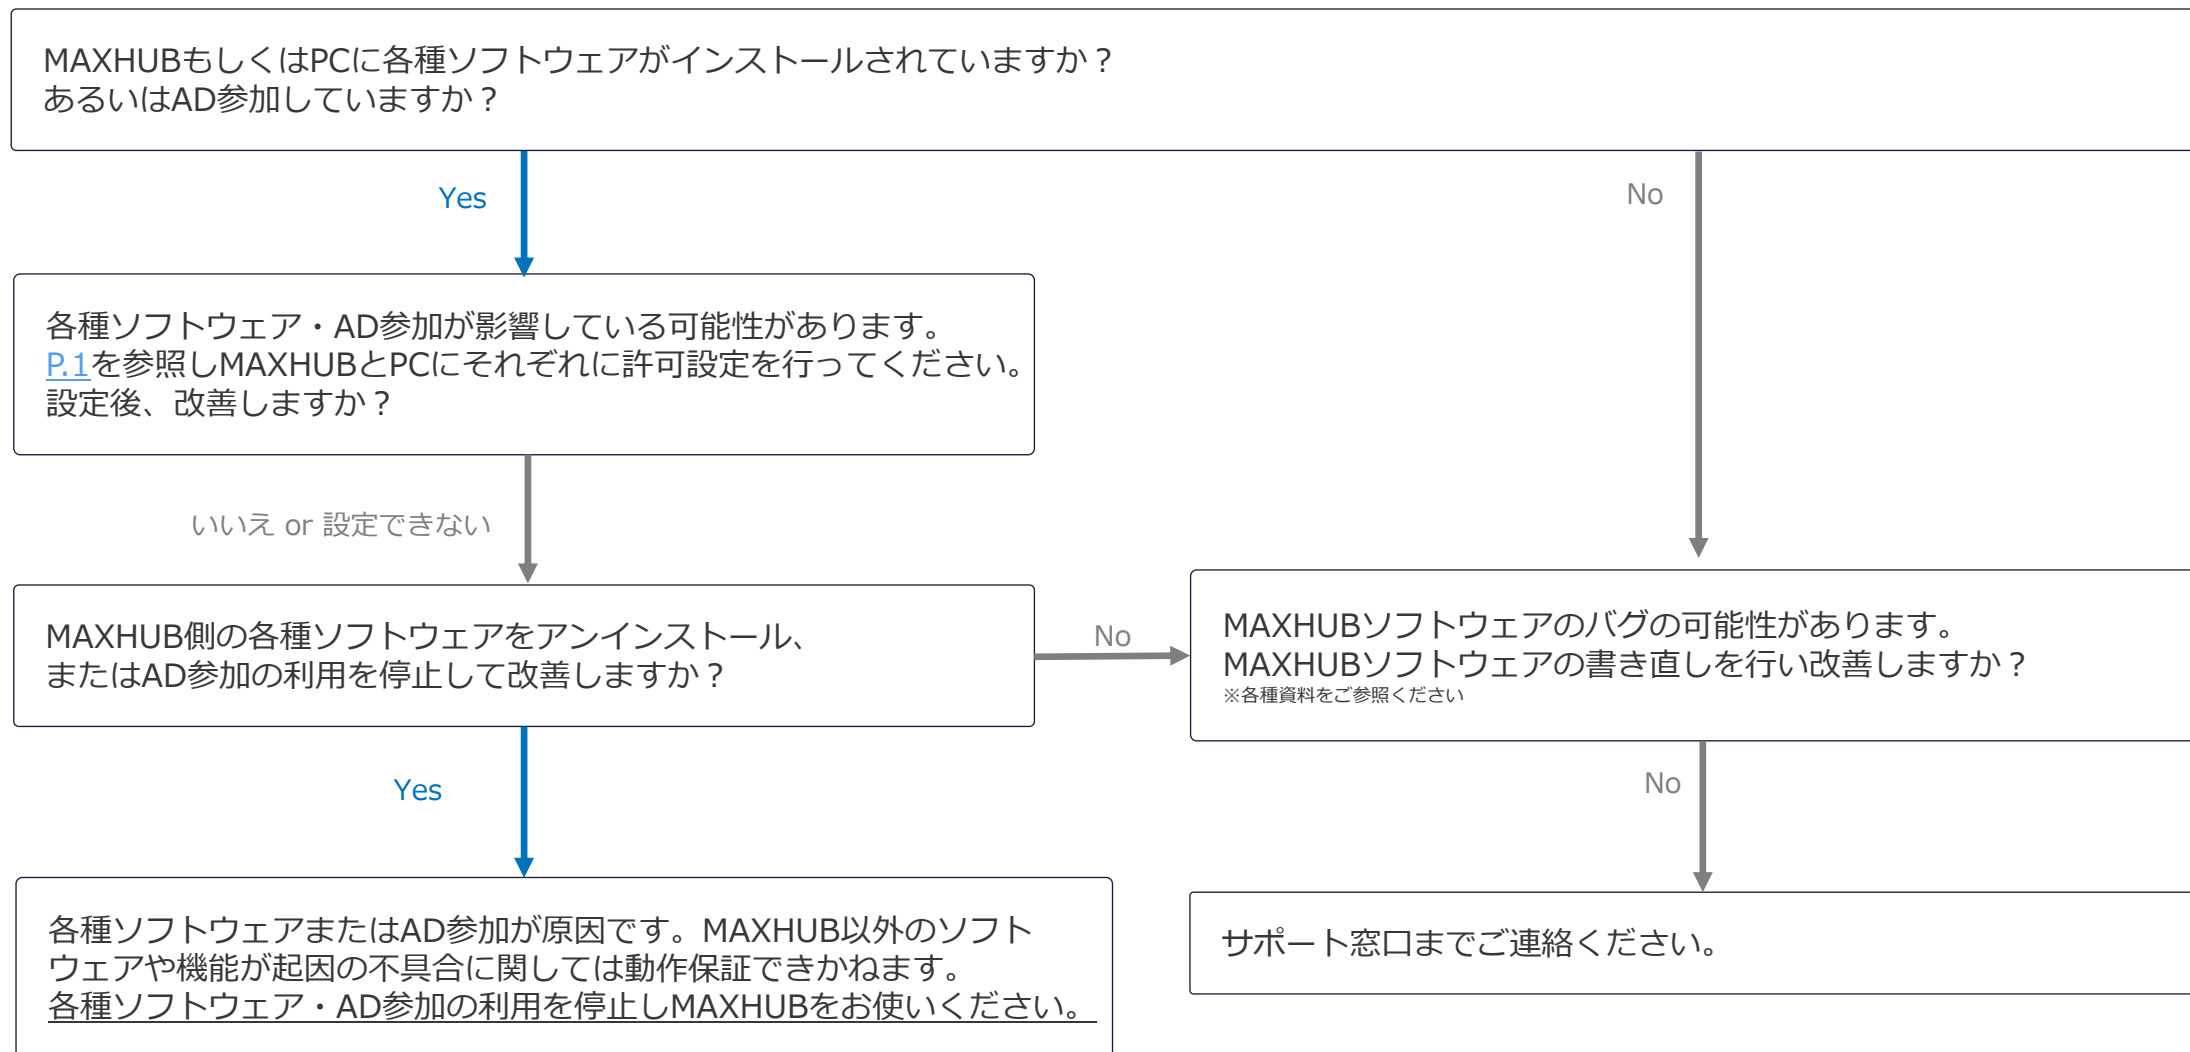 MAXHUBもしくはPCに各種ソフトウェアがインストールされていますか？
あるいはAD参加していますか？
Yes
No
各種ソフトウェア・AD参加が影響している可能性があります。
P.1を参照しMAXHUBとPCにそれぞれに許可設定を行ってください。
設定後、改善しますか？
いいえ or 設定できない
MAXHUB側の各種ソフトウェアをアンインストール、
またはAD参加の利用を停止して改善しますか？
No
MAXHUBソフトウェアのバグの可能性があります。
MAXHUBソフトウェアの書き直しを行い改善しますか？
※各種資料をご参照ください
Yes
No
各種ソフトウェアまたはAD参加が原因です。MAXHUB以外のソフト
ウェアや機能が起因の不具合に関しては動作保証できかねます。
各種ソフトウェア・AD参加の利用を停止しMAXHUBをお使いください。
サポート窓口までご連絡ください。